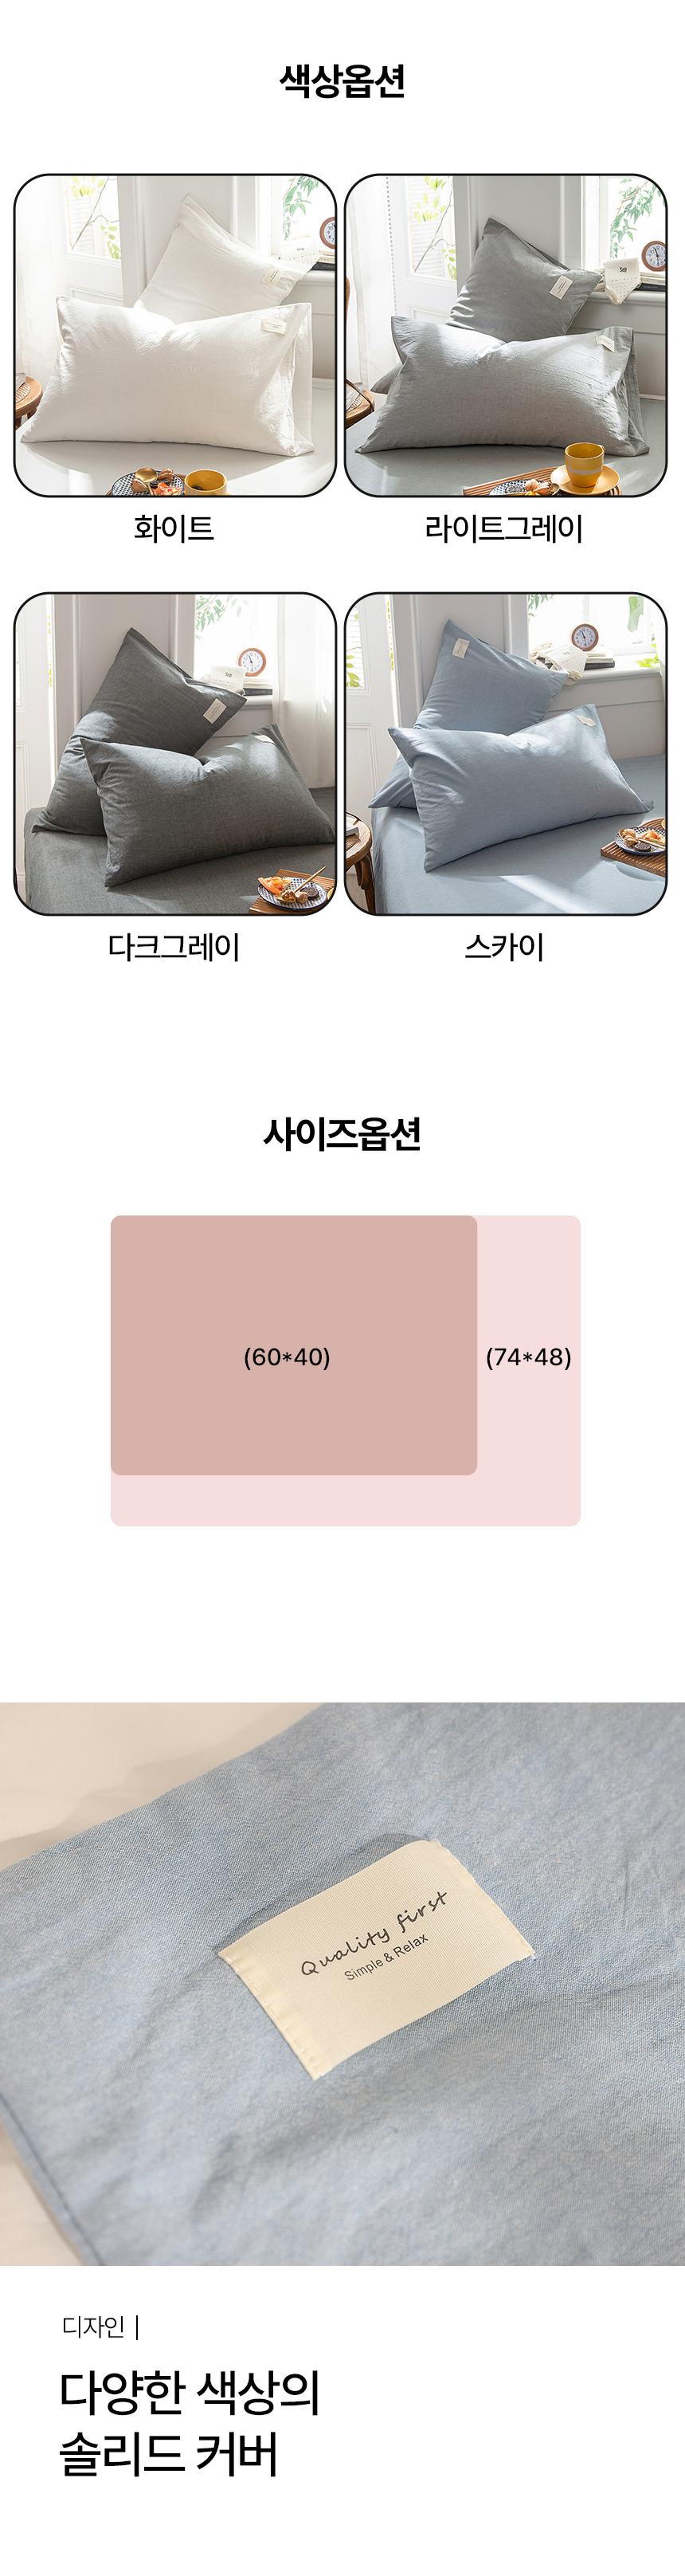 색상옵션
화이트
라이트그레이
다크그레이
스카이
사이즈옵션
(60*40)
(74*48)
Quality first
Simple & Relax
디자인 |
다양한 색상의
솔리드 커버